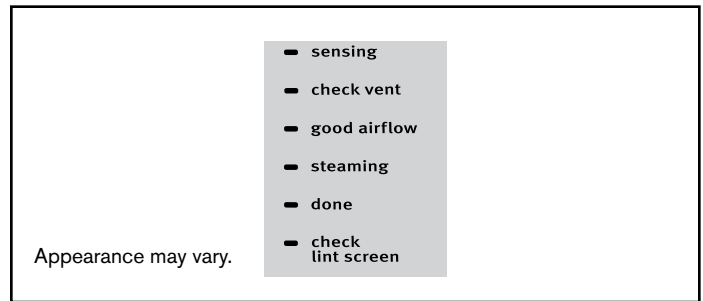 sensing
check vent
good airflow
steaming
done
check
lint screen
Appearance may vary.